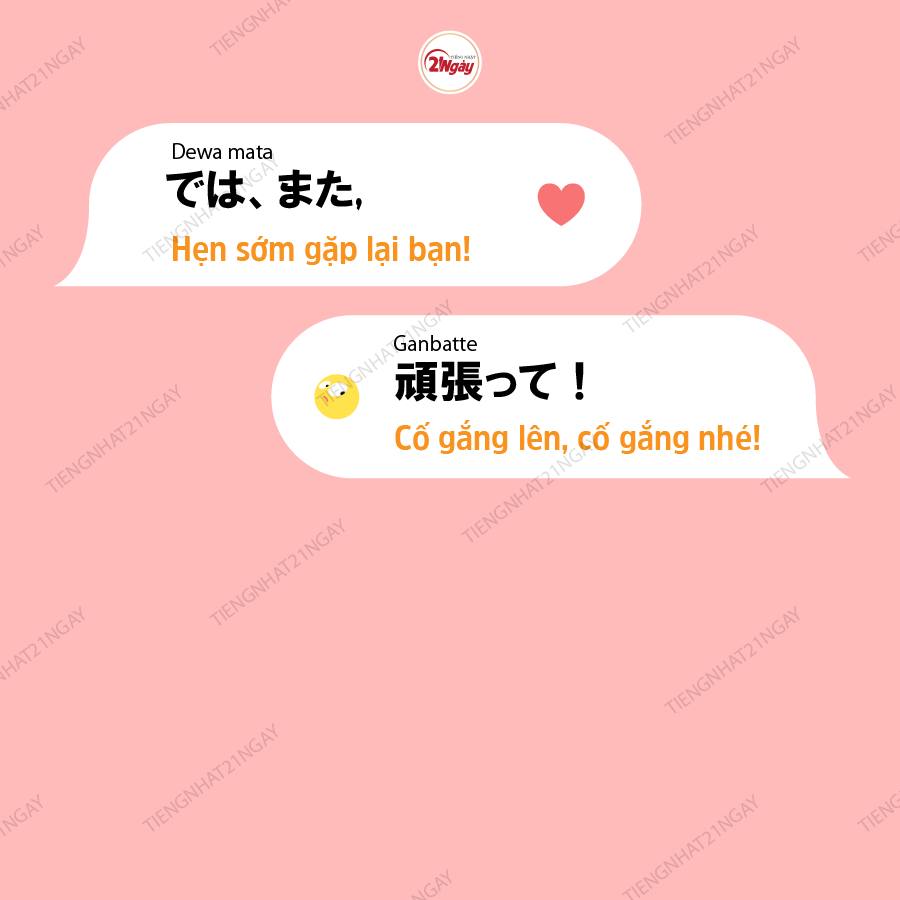 TIẾNG NHẬT
21Ngày
Dewa mata
では、また,
Hẹn sớm gặp lại bạn!
Ganbatte
頑張って！
Cố gắng lên, cố gắng nhé!
TIENGNHAT21NGAY